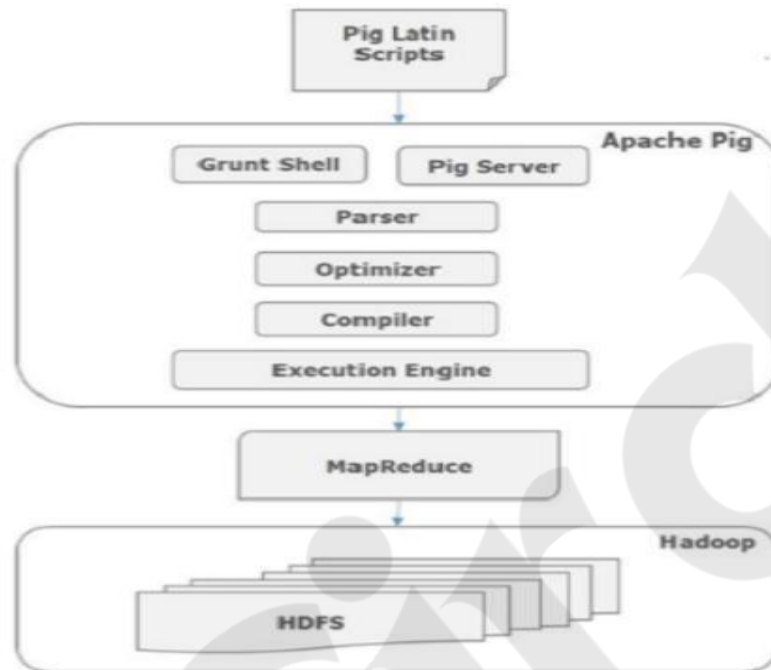 Pig Latin
Scripts
Apache Pig
Grunt Shell
Pig Server
Parser
Optimizer
Compiler
Execution Engine
MapReduce
Hadoop
HDFS